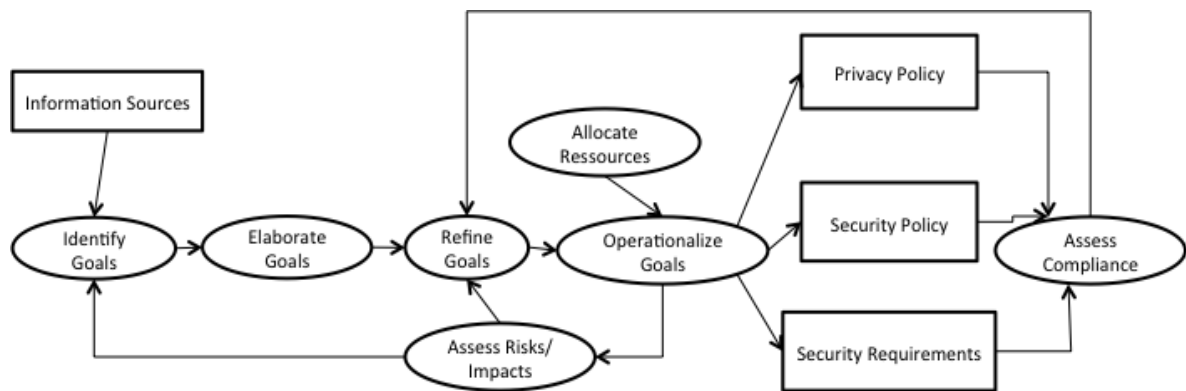 Privacy Policy
Information Sources
Allocate
Ressources
Identify
Goals
Elaborate
Goals
Refine
Goals
Operationalize
Goals
Security Policy
Assess
Compliance
Assess Risks/
Impacts
Security Requirements